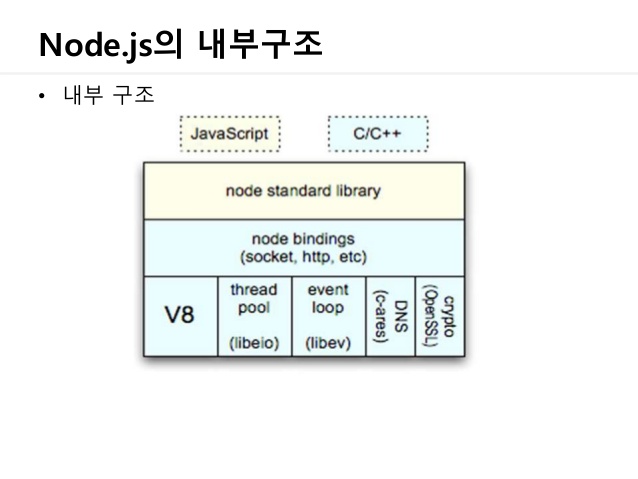 Node.js의 내부구조
• 내부 구조
JavaScript
C/C++
node standard library
node bindings
(socket, http, etc)
V8
thread
pool
(libeio)
event
loop
(libev)
DNS
(c-ares)
crypto
(OpenSSL)